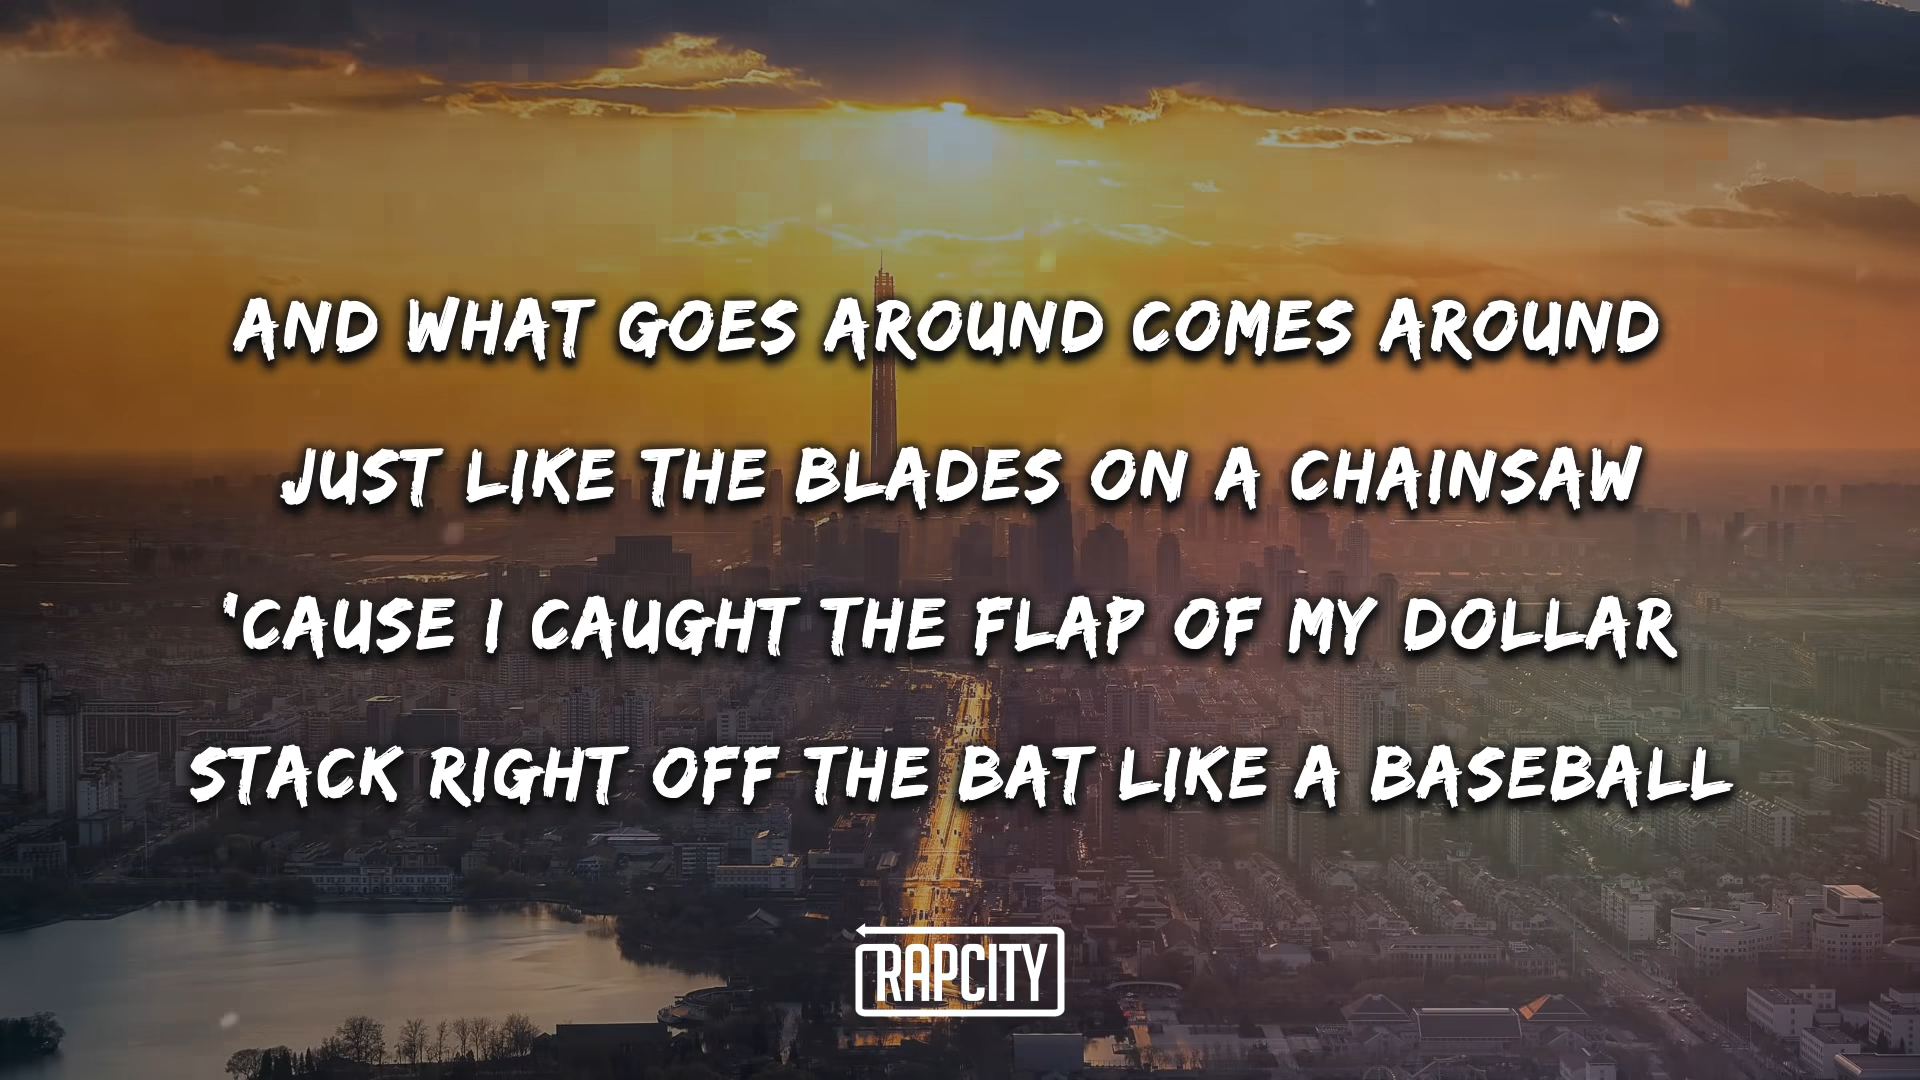 AND WHAT GOES AROUND COMES AROUND
JUST LIKE THE BLADES ON A CHAINSAW
'CAUSE I CAUGHT THE FLAP OF MY DOLLAR
STACK RIGHT OFF THE BAT LIKE A BASEBALL
RAPCITY